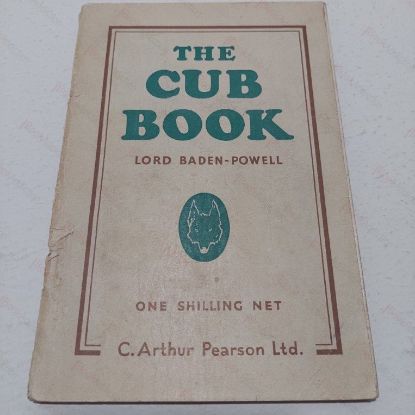 THE
CUB
BOOK
LORD BADEN-POWELL
ONE SHILLING NET
C. Arthur Pearson Ltd.